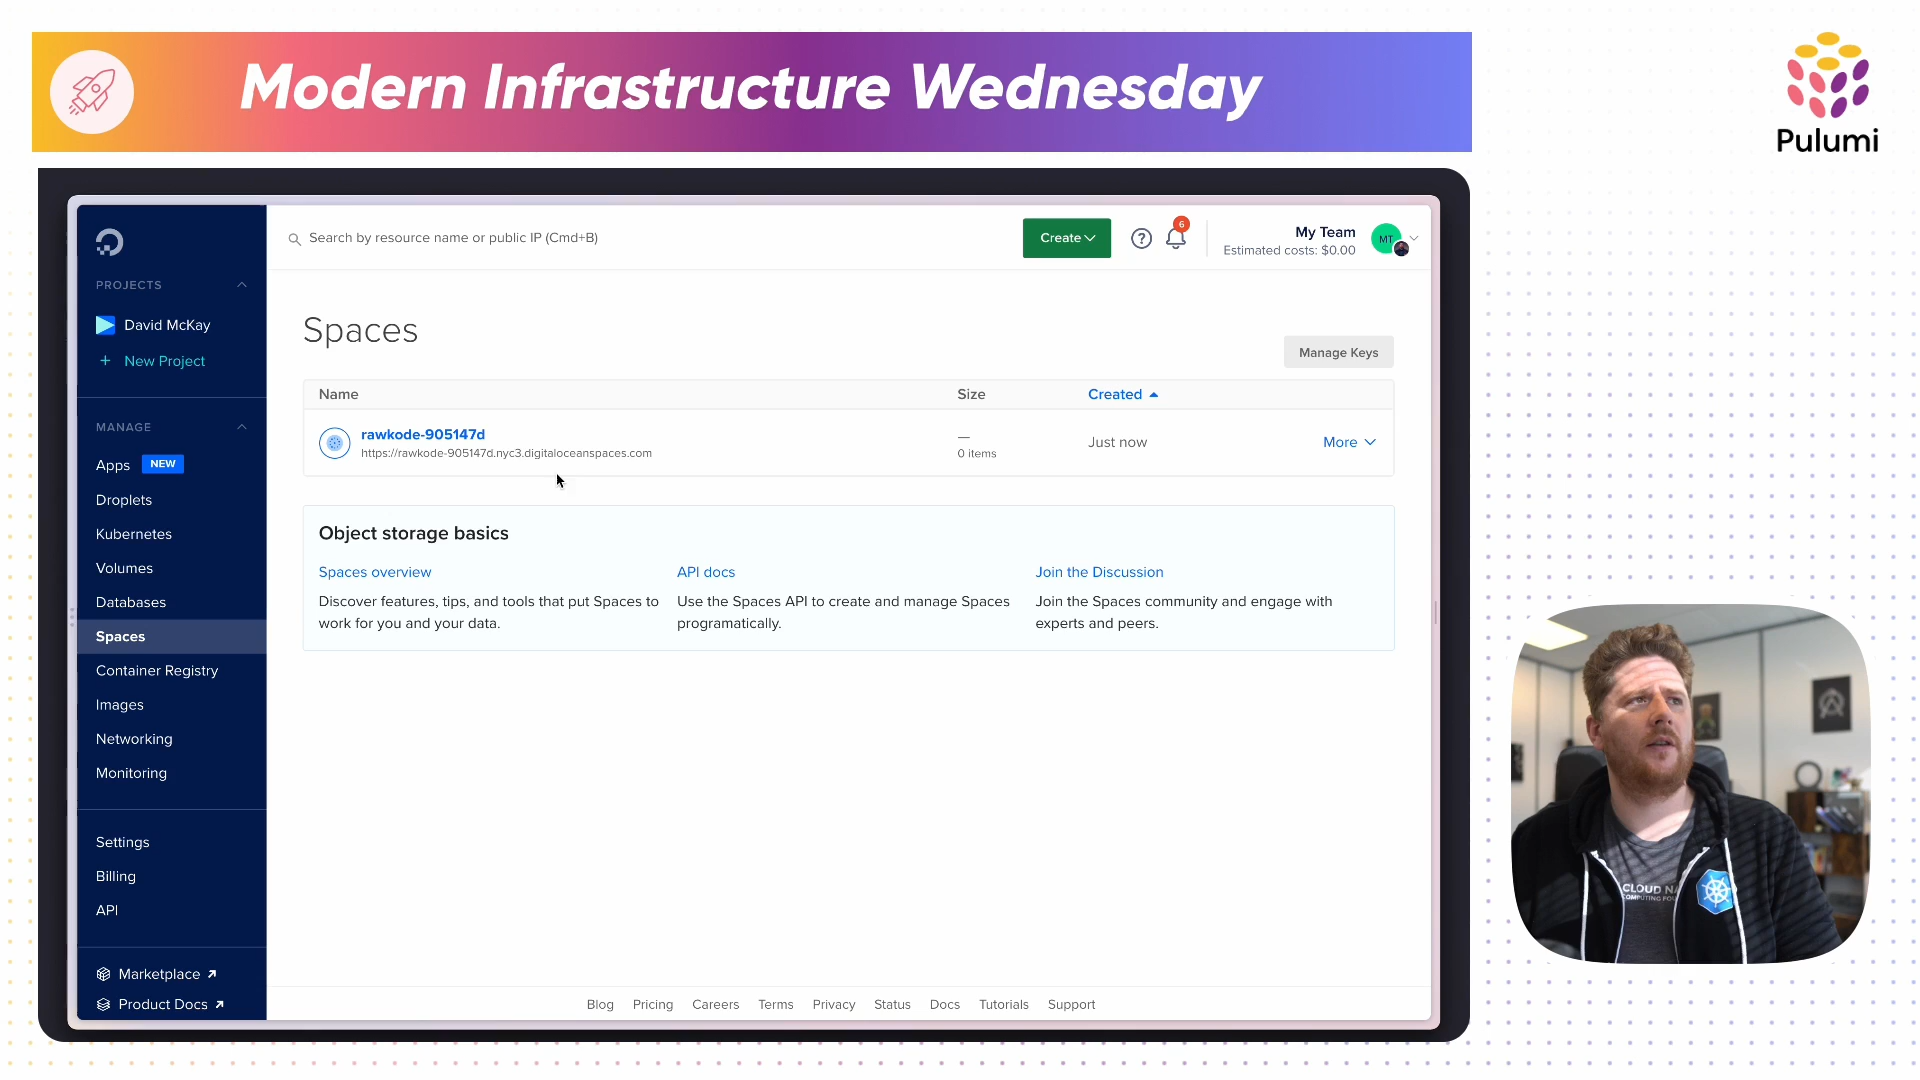 Modern Infrastructure Wednesday
Pulumi
Search by resource name or public IP (Cmd+B)
Create
6
My Team
Estimated costs: $0.00
MT
PROJECTS
David McKay
+ New Project
MANAGE
Apps NEW
Droplets
Kubernetes
Volumes
Databases
Spaces
Container Registry
Images
Networking
Monitoring
Settings
Billing
API
Marketplace
Product Docs
Spaces
Manage Keys
Name Size Created
rawkode-905147d
https://rawkode-905147d.nyc3.digitaloceanspaces.com
—
0 items
Just now
More
Object storage basics
Spaces overview
Discover features, tips, and tools that put Spaces to
work for you and your data.
API docs
Use the Spaces API to create and manage Spaces
programatically.
Join the Discussion
Join the Spaces community and engage with
experts and peers.
Blog Pricing Careers Terms Privacy Status Docs Tutorials Support
CLOUD